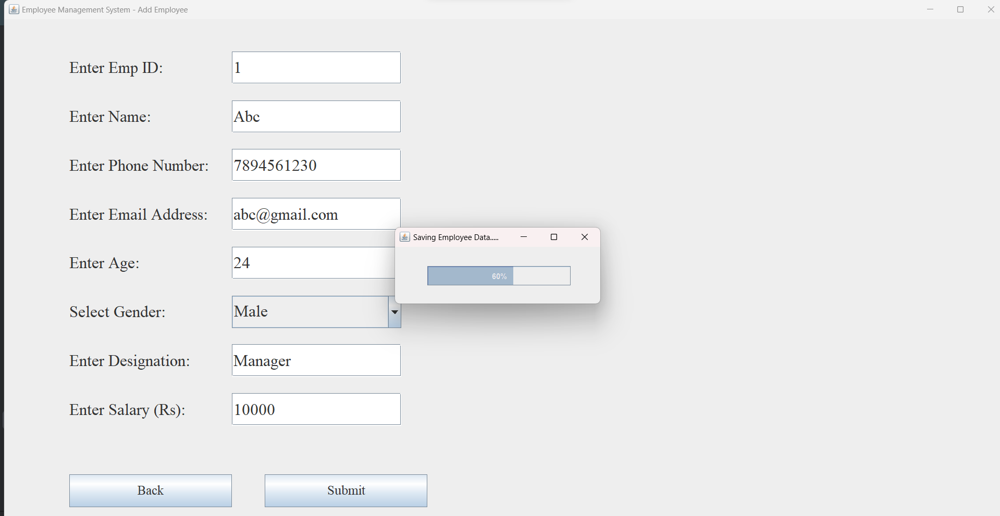 Employee Management System - Add Employee
Enter Emp ID: 1
Enter Name: Abc
Enter Phone Number: 7894561230
Enter Email Address: abc@gmail.com
Saving Employee Data.....
60%
Enter Age: 24
Select Gender: Male
Enter Designation: Manager
Enter Salary (Rs): 10000
Back Submit